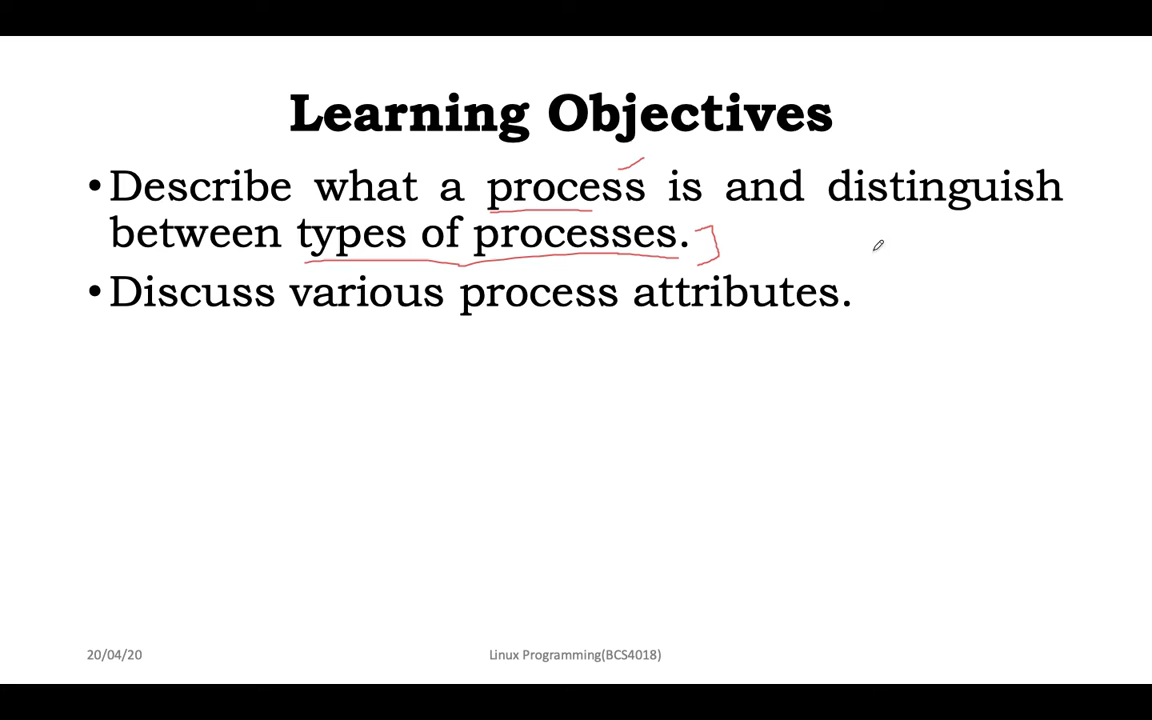 Learning Objectives
•Describe what a process is and distinguish
between types of processes.
•Discuss various process attributes.
20/04/20
Linux Programming(BCS4018)